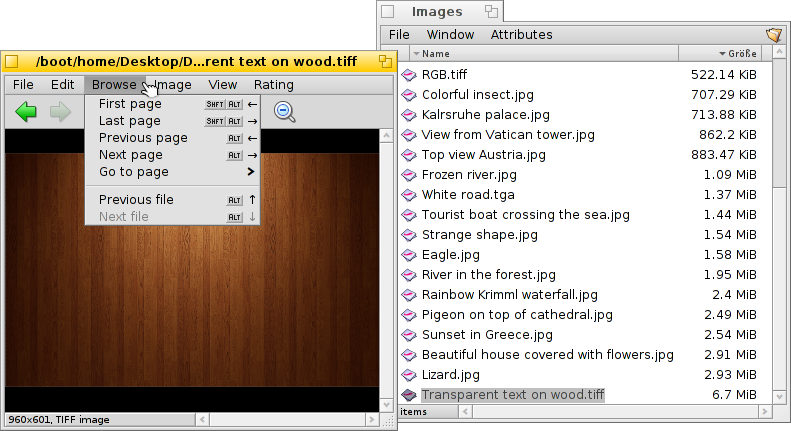 Images
File Window Attributes
Name Größe
RGB.tiff 522.14 KiB
Colorful insect.jpg 707.29 KiB
Kalrsruhe palace.jpg 713.88 KiB
View from Vatican tower.jpg 862.2 KiB
Top view Austria.jpg 883.47 KiB
Frozen river.jpg 1.09 MiB
White road.tga 1.37 MiB
Tourist boat crossing the sea.jpg 1.44 MiB
Strange shape.jpg 1.54 MiB
Eagle.jpg 1.58 MiB
River in the forest.jpg 1.95 MiB
Rainbow Krimml waterfall.jpg 2.4 MiB
Pigeon on top of cathedral.jpg 2.49 MiB
Sunset in Greece.jpg 2.54 MiB
Beautiful house covered with flowers.jpg 2.91 MiB
Lizard.jpg 2.93 MiB
Transparent text on wood.tiff 6.7 MiB
items
/boot/home/Desktop/D...rent text on wood.tiff
File Edit Browse Image View Rating
First page SHFT ALT ←
Last page SHFT ALT →
Previous page ALT ←
Next page ALT →
Go to page >
Previous file ALT ↑
Next file ALT ↓
960x601, TIFF image